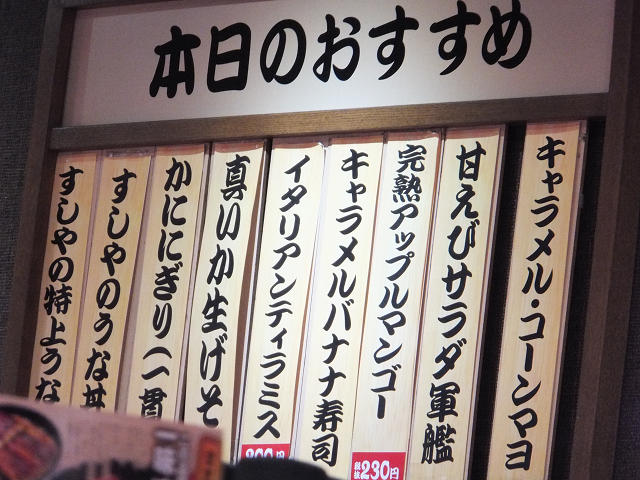 本日のおすすめ
キャラメル・コーンマヨ
甘えびサラダ軍艦
完熟アップルマンゴー
税抜230円
キャラメルバナナ寿司
イタリアンティラミス
真いか生げそ
かににぎり(一貫
すしやのうな丼
すしやの特上うな